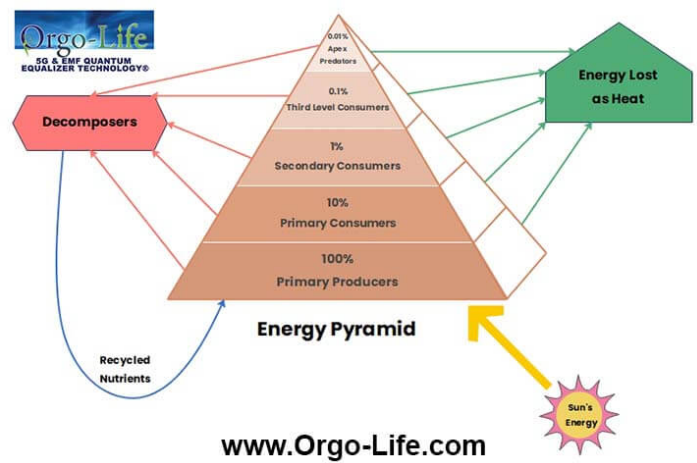 Orgo-Life
5G & EMF QUANTUM
EQUALIZER TECHNOLOGY®
0.01%
Apex
Predators
Energy Lost
as Heat
0.1%
Third Level Consumers
Decomposers
1%
Secondary Consumers
10%
Primary Consumers
100%
Primary Producers
Energy Pyramid
Recycled
Nutrients
Sun's
Energy
www.Orgo-Life.com